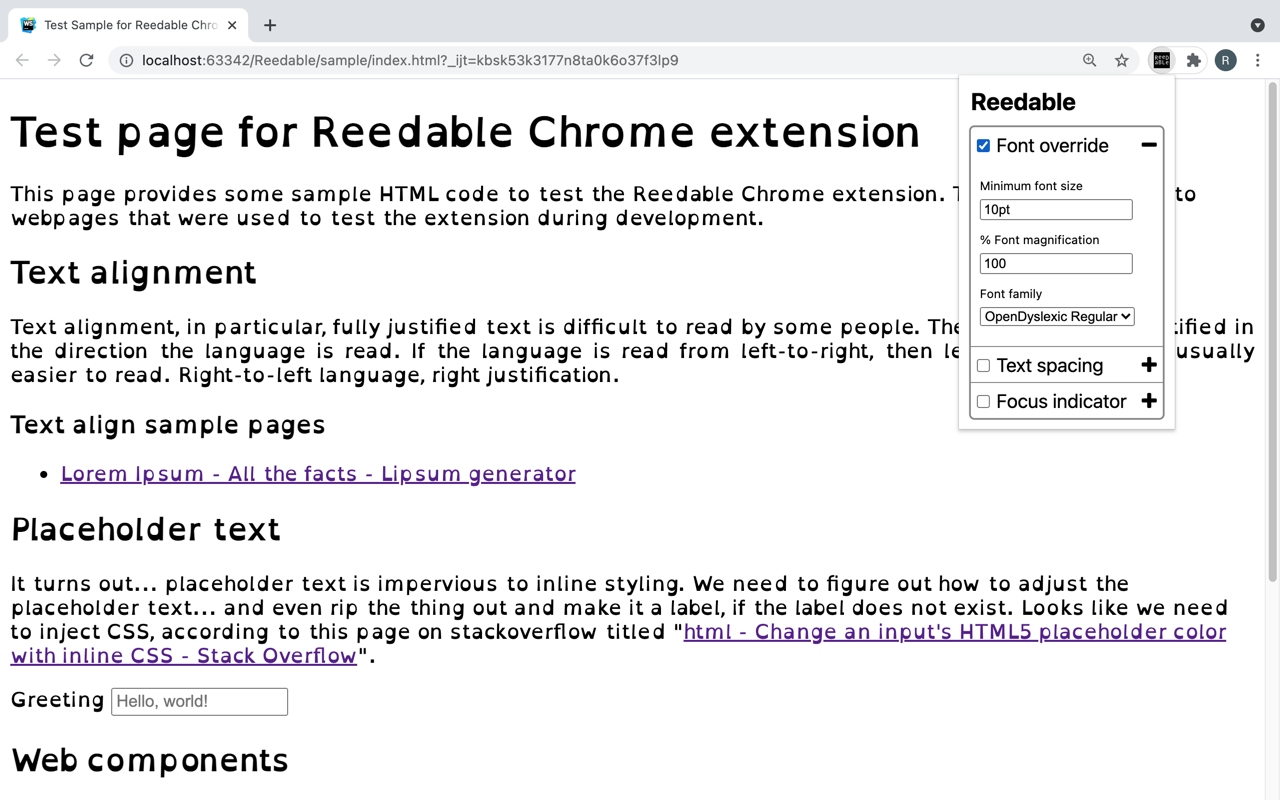 Test Sample for Reedable Chro
localhost:63342/Reedable/sample/index.html?_ijt=kbsk53k3177n8ta0k6o37f3lp9
R
Reedable
Font override
Minimum font size
10pt
% Font magnification
100
Font family
OpenDyslexic Regular
Text spacing
Focus indicator
Test page for Reedable Chrome extension
This page provides some sample HTML code to test the Reedable Chrome extension. T to
webpages that were used to test the extension during development.
Text alignment
Text alignment, in particular, fully justified text is difficult to read by some people. The tified in
the direction the language is read. If the language is read from left-to-right, then le usually
easier to read. Right-to-left language, right justification.
Text align sample pages
Lorem Ipsum - All the facts - Lipsum generator
Placeholder text
It turns out... placeholder text is impervious to inline styling. We need to figure out how to adjust the
placeholder text... and even rip the thing out and make it a label, if the label does not exist. Looks like we need
to inject CSS, according to this page on stackoverflow titled "html - Change an input's HTML5 placeholder color
with inline CSS - Stack Overflow".
Greeting Hello, world!
Web components